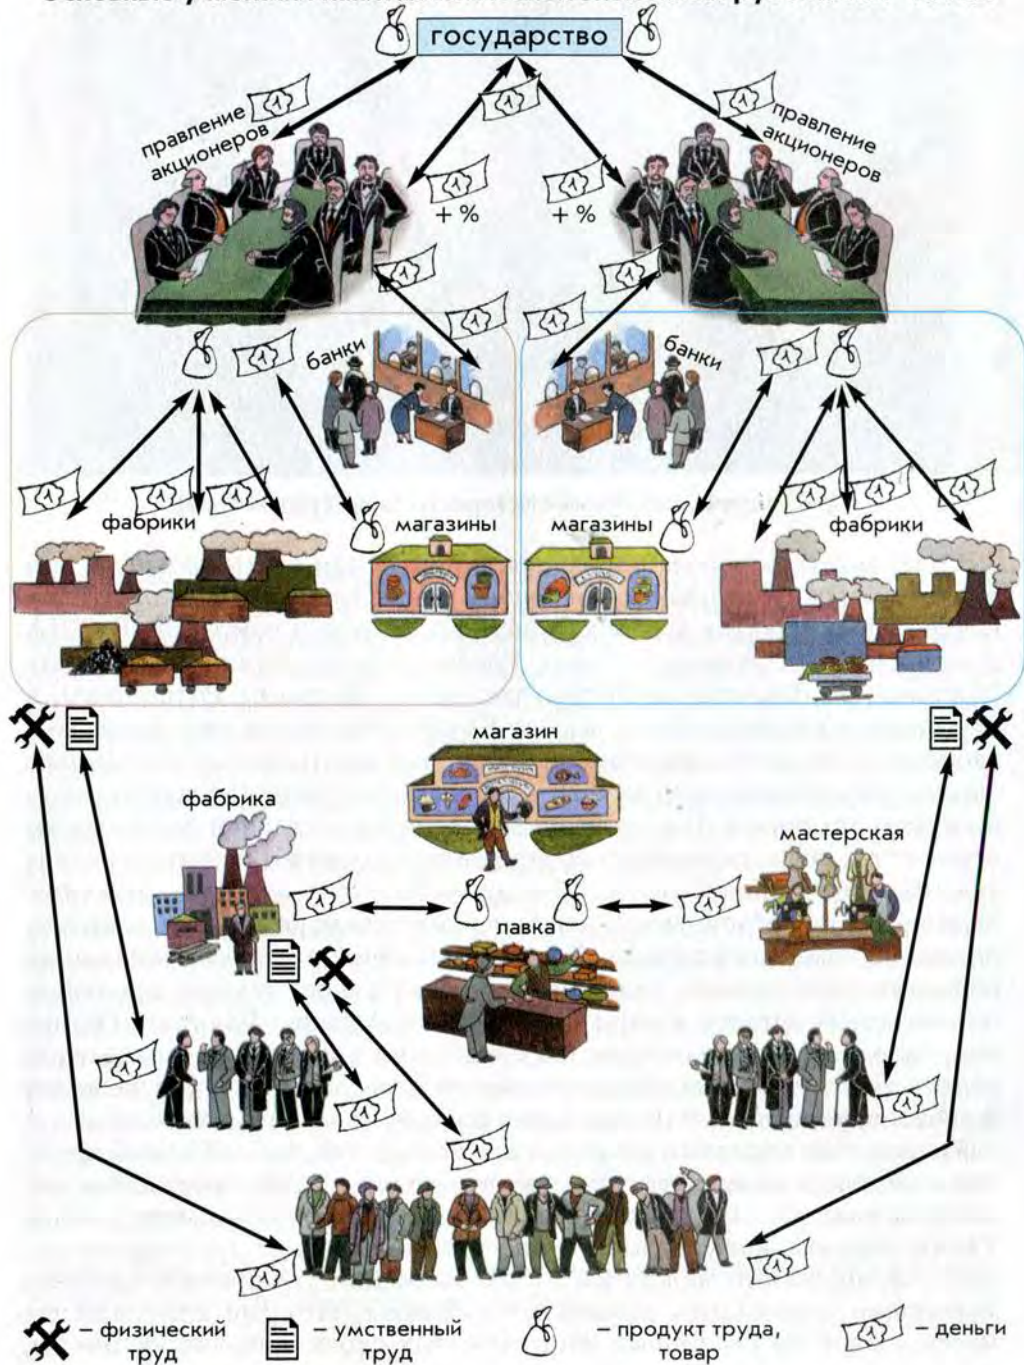 государство
правление
акционеров
правление
акционеров
+ %
+ %
банки
банки
фабрики
магазины
магазины
фабрики
магазин
фабрика
мастерская
лавка
– физический
труд
– умственный
труд
– продукт труда,
товар
– деньги